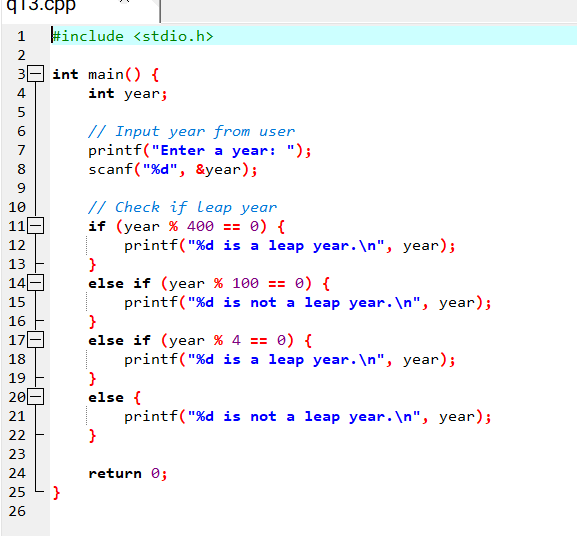 q13.cpp
1 #include <stdio.h>
2
3 int main() {
4     int year;
5
6     // Input year from user
7     printf("Enter a year: ");
8     scanf("%d", &year);
9
10     // Check if leap year
11     if (year % 400 == 0) {
12         printf("%d is a leap year.\n", year);
13     }
14     else if (year % 100 == 0) {
15         printf("%d is not a leap year.\n", year);
16     }
17     else if (year % 4 == 0) {
18         printf("%d is a leap year.\n", year);
19     }
20     else {
21         printf("%d is not a leap year.\n", year);
22     }
23
24     return 0;
25 }
26